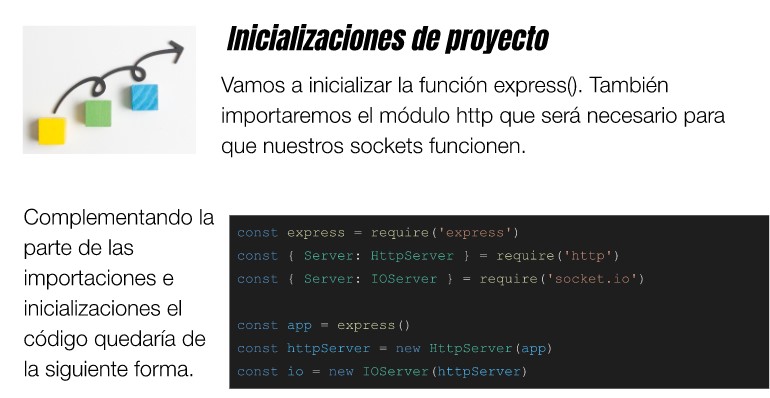 Inicializaciones de proyecto
Vamos a inicializar la función express(). También
importaremos el módulo http que será necesario para
que nuestros sockets funcionen.
Complementando la
parte de las
importaciones e
inicializaciones el
código quedaría de
la siguiente forma.
const express = require('express')
const { Server: HttpServer } = require('http')
const { Server: IOServer } = require('socket.io')
const app = express()
const httpServer = new HttpServer(app)
const io = new IOServer(httpServer)